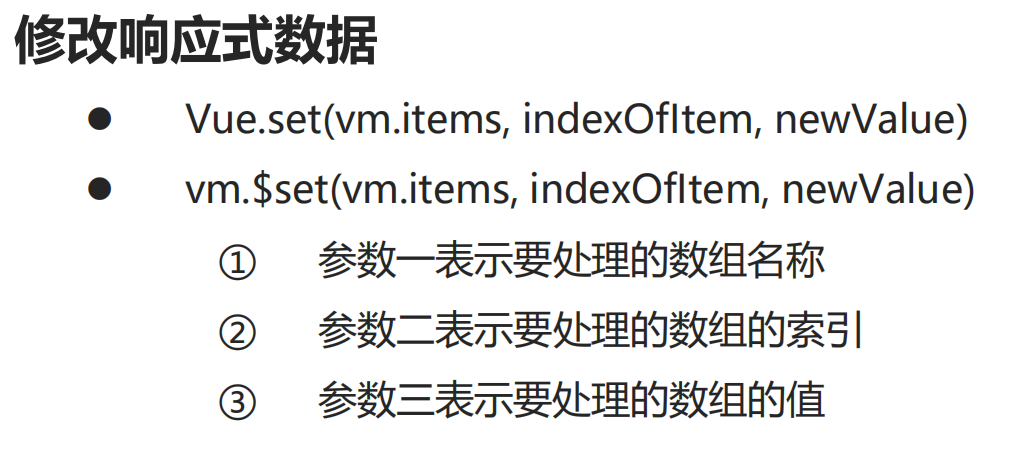 修改响应式数据
● Vue.set(vm.items, indexOfItem, newValue)
● vm.$set(vm.items, indexOfItem, newValue)
① 参数一表示要处理的数组名称
② 参数二表示要处理的数组的索引
③ 参数三表示要处理的数组的值